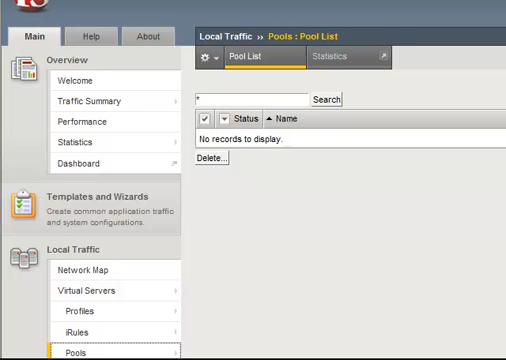 Main
Help
About
Local Traffic ›› Pools : Pool List
Pool List
Statistics
Overview
Welcome
Traffic Summary
Performance
Statistics
Dashboard
* Search
Status
Name
No records to display.
Delete...
Templates and Wizards
Create common application traffic
and system configurations.
Local Traffic
Network Map
Virtual Servers
Profiles
iRules
Pools